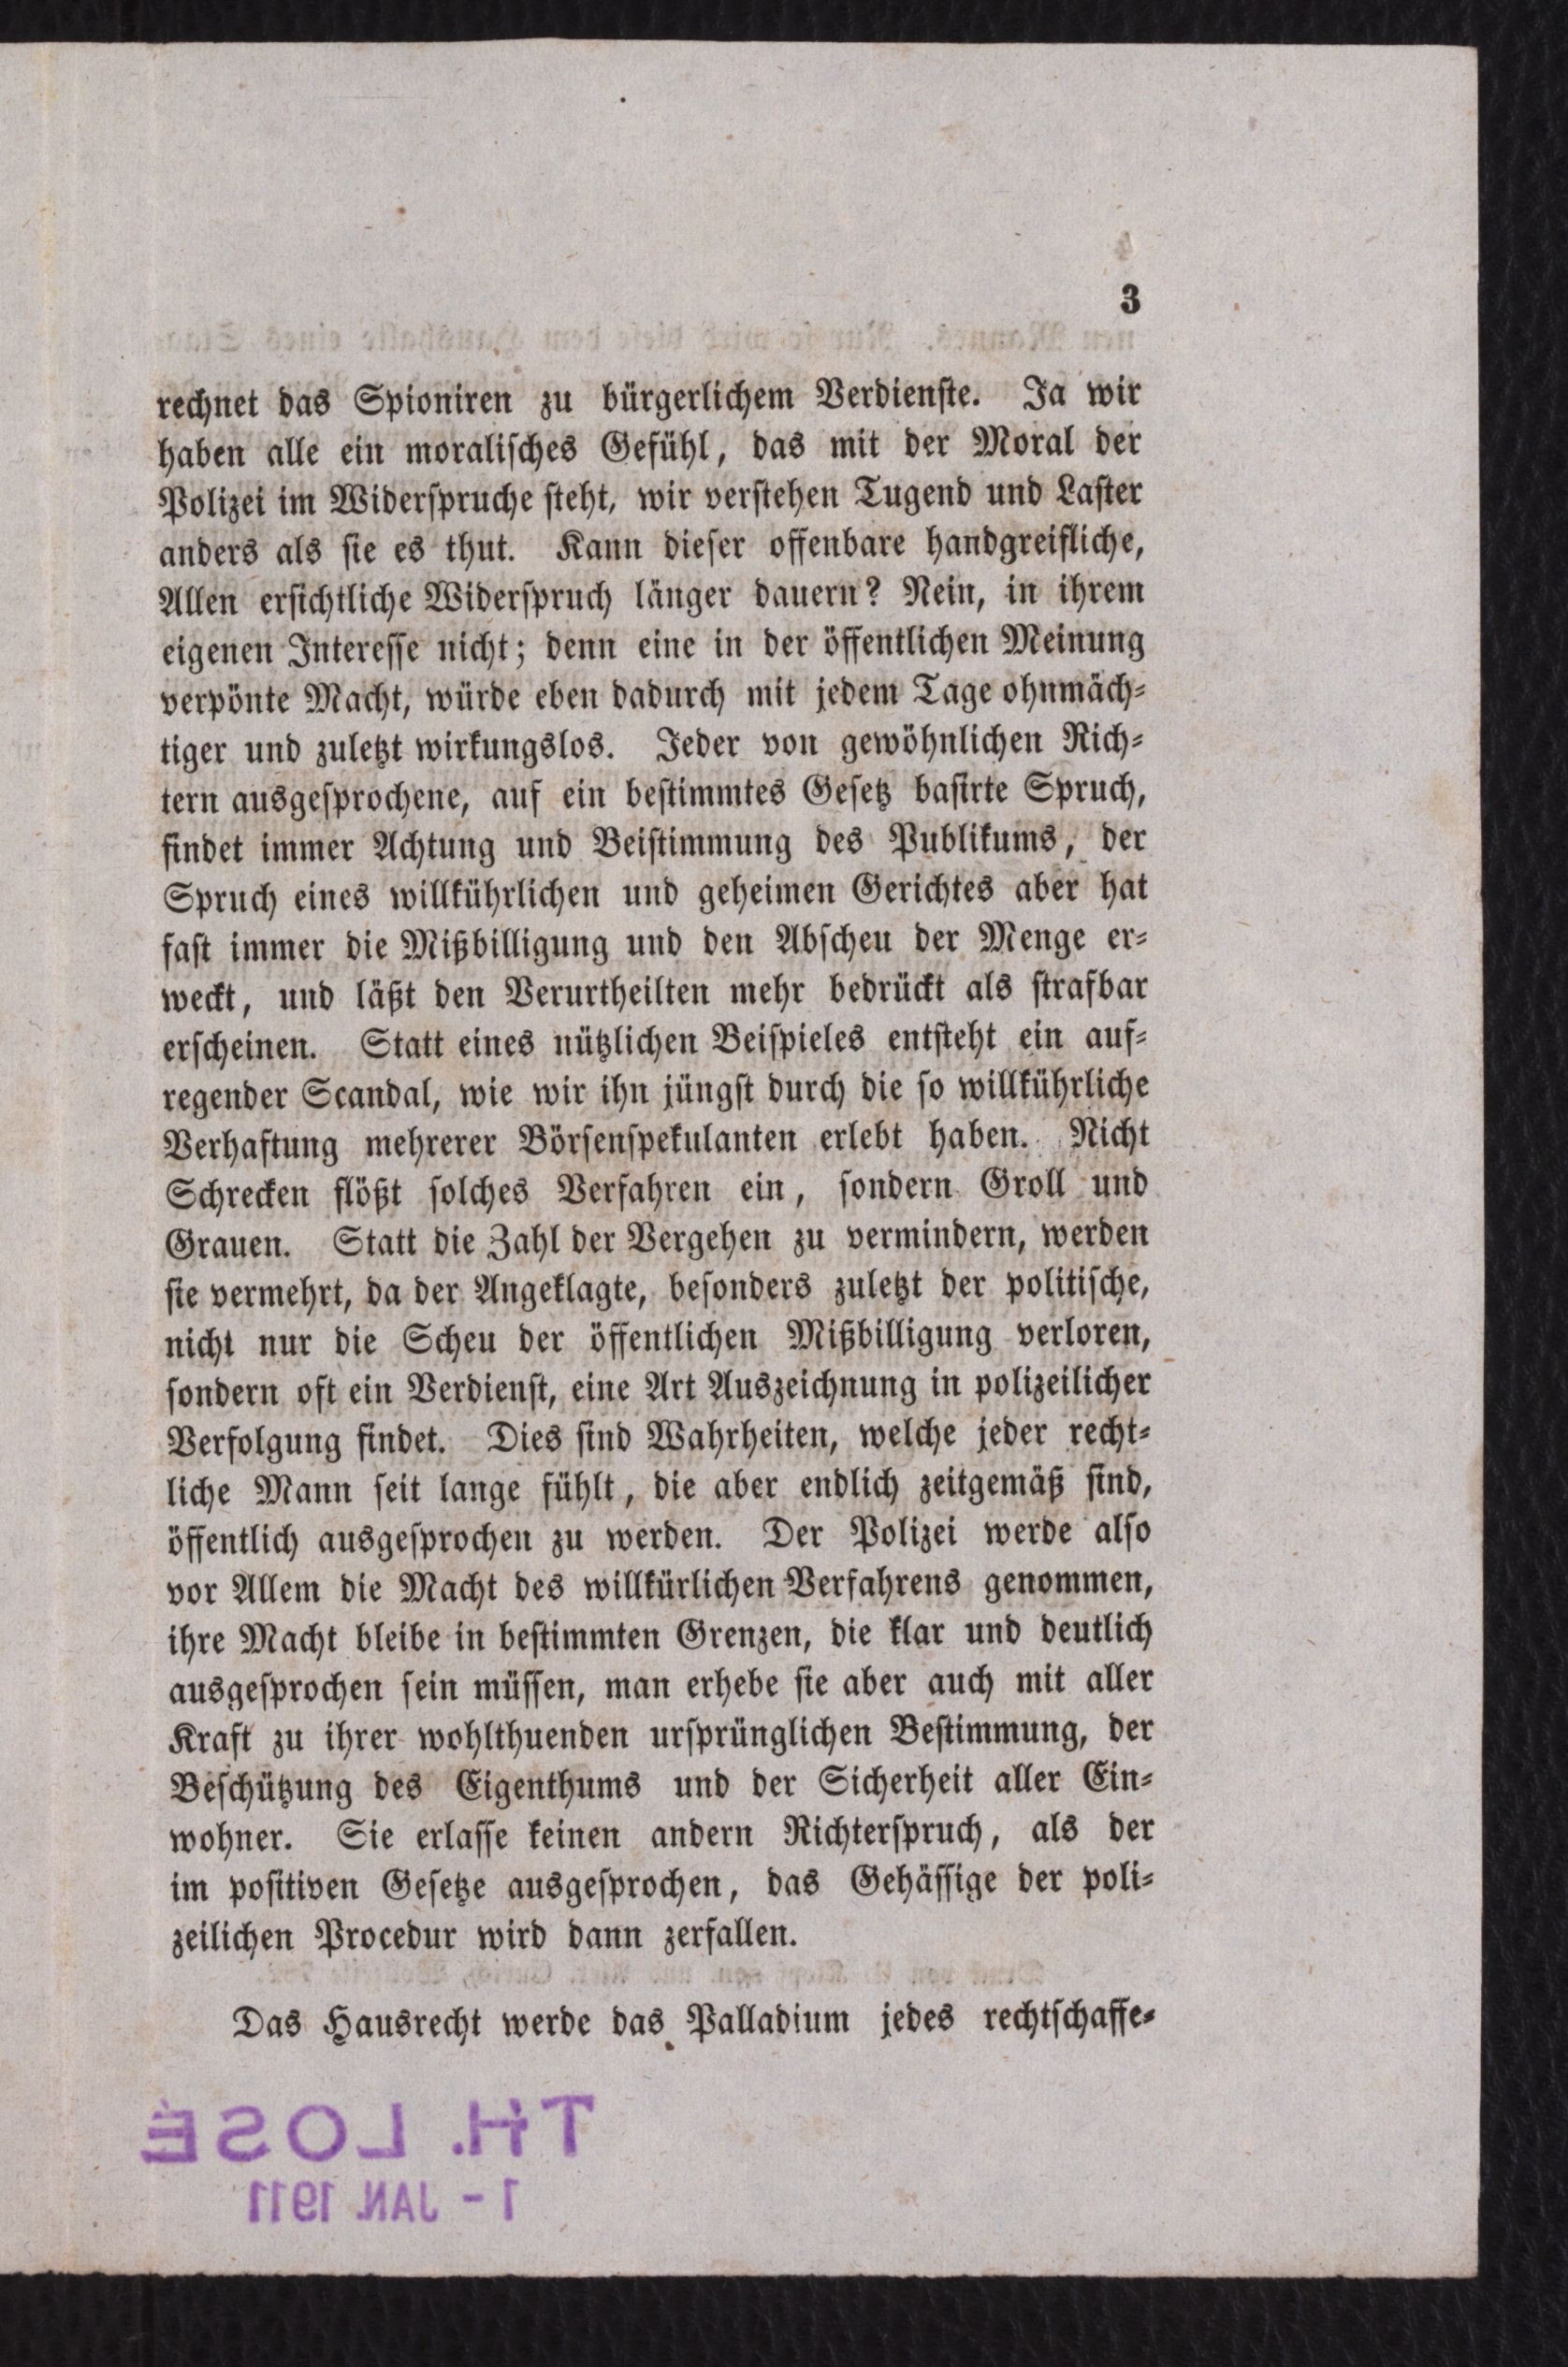 3
rechnet das Spioniren zu bürgerlichem Verdienste. Ja wir
haben alle ein moralisches Gefühl, das mit der Moral der
Polizei im Widerspruche steht, wir verstehen Tugend und Laster
anders als sie es thut. Kann dieser offenbare handgreifliche,
Allen ersichtliche Widerspruch länger dauern? Nein, in ihrem
eigenen Interesse nicht; denn eine in der öffentlichen Meinung
verpönte Macht, würde eben dadurch mit jedem Tage ohnmäch-
tiger und zuletzt wirkungslos. Jeder von gewöhnlichen Rich-
tern ausgesprochene, auf ein bestimmtes Gesetz basirte Spruch,
findet immer Achtung und Beistimmung des Publikums, der
Spruch eines willkührlichen und geheimen Gerichtes aber hat
fast immer die Mißbilligung und den Abscheu der Menge er-
weckt, und läßt den Verurtheilten mehr bedrückt als strafbar
erscheinen. Statt eines nützlichen Beispieles entsteht ein auf-
regender Scandal, wie wir ihn jüngst durch die so willkührliche
Verhaftung mehrerer Börsenspekulanten erlebt haben. Nicht
Schrecken flößt solches Verfahren ein, sondern Groll und
Grauen. Statt die Zahl der Vergehen zu vermindern, werden
sie vermehrt, da der Angeklagte, besonders zuletzt der politische,
nicht nur die Scheu der öffentlichen Mißbilligung verloren,
sondern oft ein Verdienst, eine Art Auszeichnung in polizeilicher
Verfolgung findet. Dies sind Wahrheiten, welche jeder recht-
liche Mann seit lange fühlt, die aber endlich zeitgemäß sind,
öffentlich ausgesprochen zu werden. Der Polizei werde also
vor Allem die Macht des willkürlichen Verfahrens genommen,
ihre Macht bleibe in bestimmten Grenzen, die klar und deutlich
ausgesprochen sein müssen, man erhebe sie aber auch mit aller
Kraft zu ihrer wohlthuenden ursprünglichen Bestimmung, der
Beschützung des Eigenthums und der Sicherheit aller Ein-
wohner. Sie erlasse keinen andern Richterspruch, als der
im positiven Gesetze ausgesprochen, das Gehässige der poli-
zeilichen Procedur wird dann zerfallen.
Das Hausrecht werde das Palladium jedes rechtschaffe-
TH. LOSÉ
1 - JAN. 1911